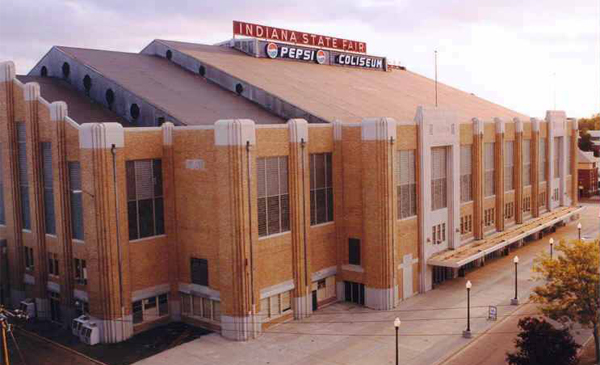 INDIANA STATE FAIR
PEPSI COLISEUM